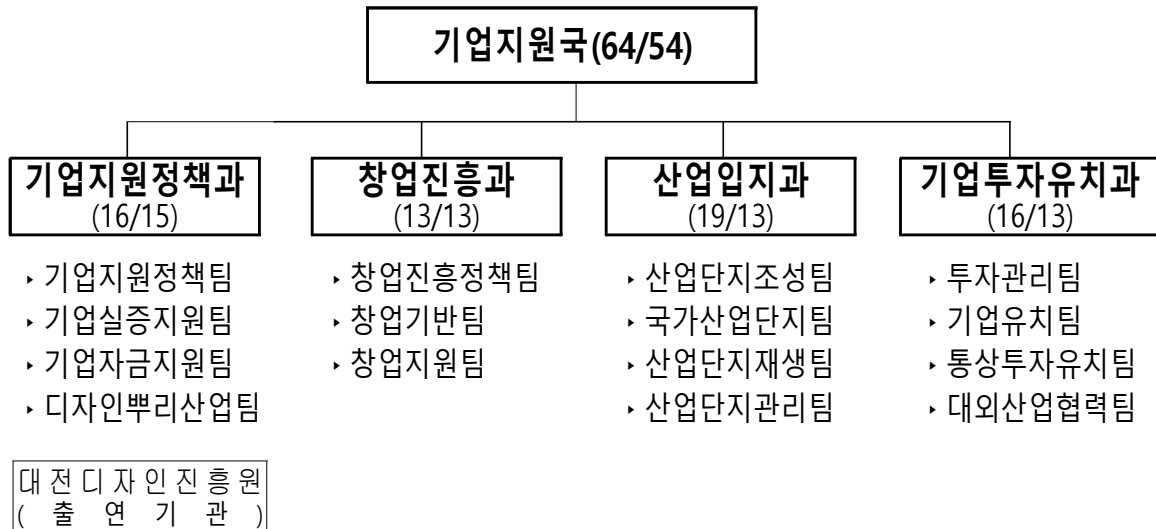 기업지원국(64/54)
기업지원정책과
(16/15)
‣ 기업지원정책팀
‣ 기업실증지원팀
‣ 기업자금지원팀
‣ 디자인뿌리산업팀
대전디자인진흥원
( 출 연 기 관 )
창업진흥과
(13/13)
‣ 창업진흥정책팀
‣ 창업기반팀
‣ 창업지원팀
산업입지과
(19/13)
‣ 산업단지조성팀
‣ 국가산업단지팀
‣ 산업단지재생팀
‣ 산업단지관리팀
기업투자유치과
(16/13)
‣ 투자관리팀
‣ 기업유치팀
‣ 통상투자유치팀
‣ 대외산업협력팀